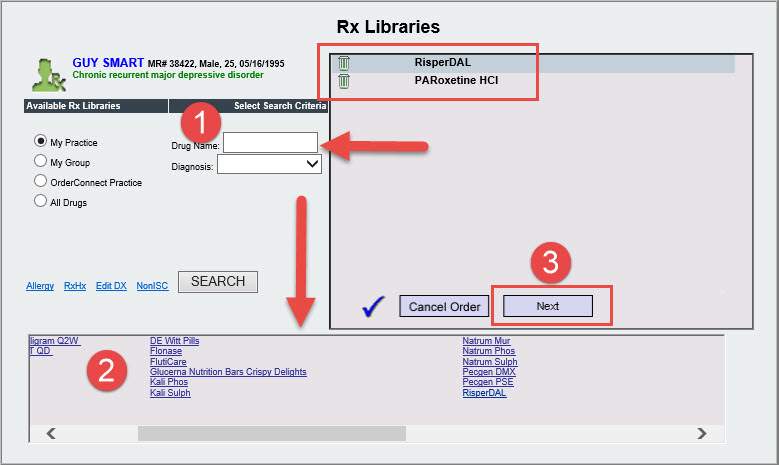 Rx Libraries
GUY SMART MR# 38422, Male, 25, 05/16/1995
Chronic recurrent major depressive disorder
Available Rx Libraries
Select Search Criteria
1
My Practice
My Group
OrderConnect Practice
All Drugs
Drug Name:
Diagnosis:
Allergy RxHx Edit DX NonISC SEARCH
RisperDAL
PARoxetine HCl
3
Cancel Order Next
2
lligram Q2W
T QD
DE Witt Pills
Flonase
FlutiCare
Glucerna Nutrition Bars Crispy Delights
Kali Phos
Kali Sulph
Natrum Mur
Natrum Phos
Natrum Sulph
Pecgen DMX
Pecgen PSE
RisperDAL